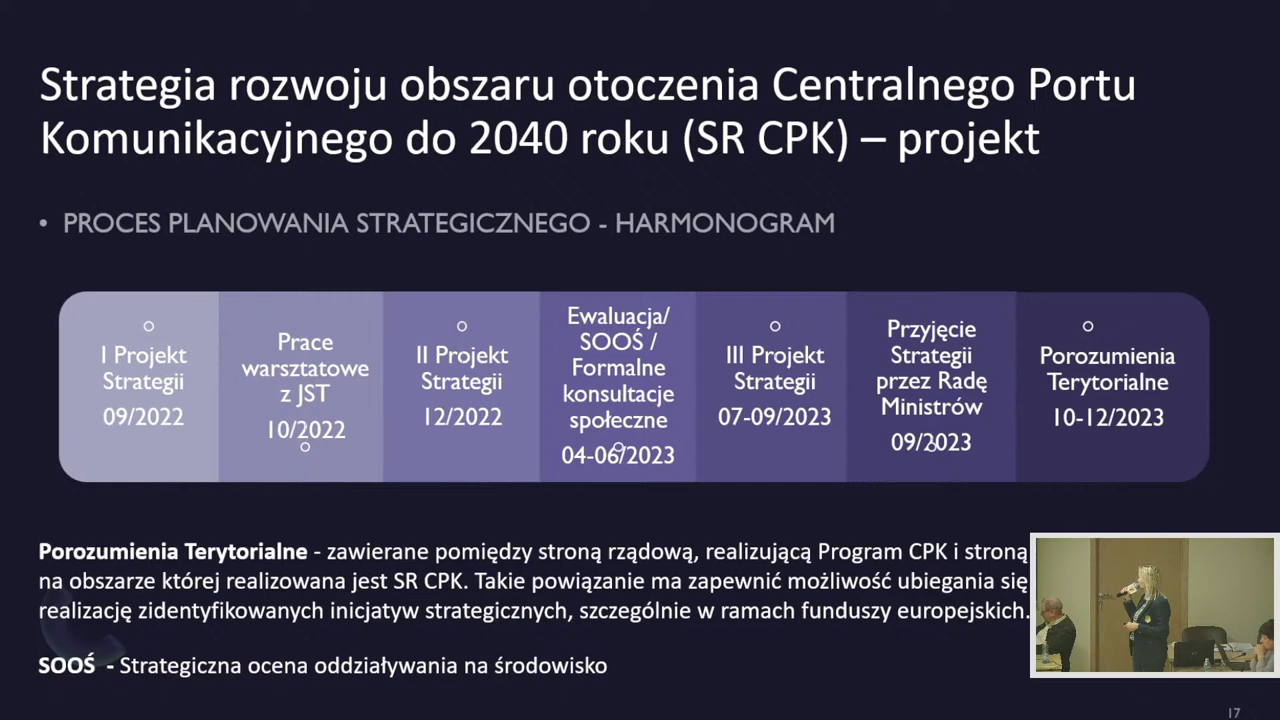 Strategia rozwoju obszaru otoczenia Centralnego Portu
Komunikacyjnego do 2040 roku (SR CPK) – projekt
• PROCES PLANOWANIA STRATEGICZNEGO - HARMONOGRAM
I Projekt
Strategii
09/2022
Prace
warsztatowe
z JST
10/2022
II Projekt
Strategii
12/2022
Ewaluacja/
SOOŚ /
Formalne
konsultacje
społeczne
04-06/2023
III Projekt
Strategii
07-09/2023
Przyjęcie
Strategii
przez Radę
Ministrów
09/2023
Porozumienia
Terytorialne
10-12/2023
Porozumienia Terytorialne - zawierane pomiędzy stroną rządową, realizującą Program CPK i stroną
na obszarze której realizowana jest SR CPK. Takie powiązanie ma zapewnić możliwość ubiegania się
realizację zidentyfikowanych inicjatyw strategicznych, szczególnie w ramach funduszy europejskich.
SOOŚ - Strategiczna ocena oddziaływania na środowisko
17